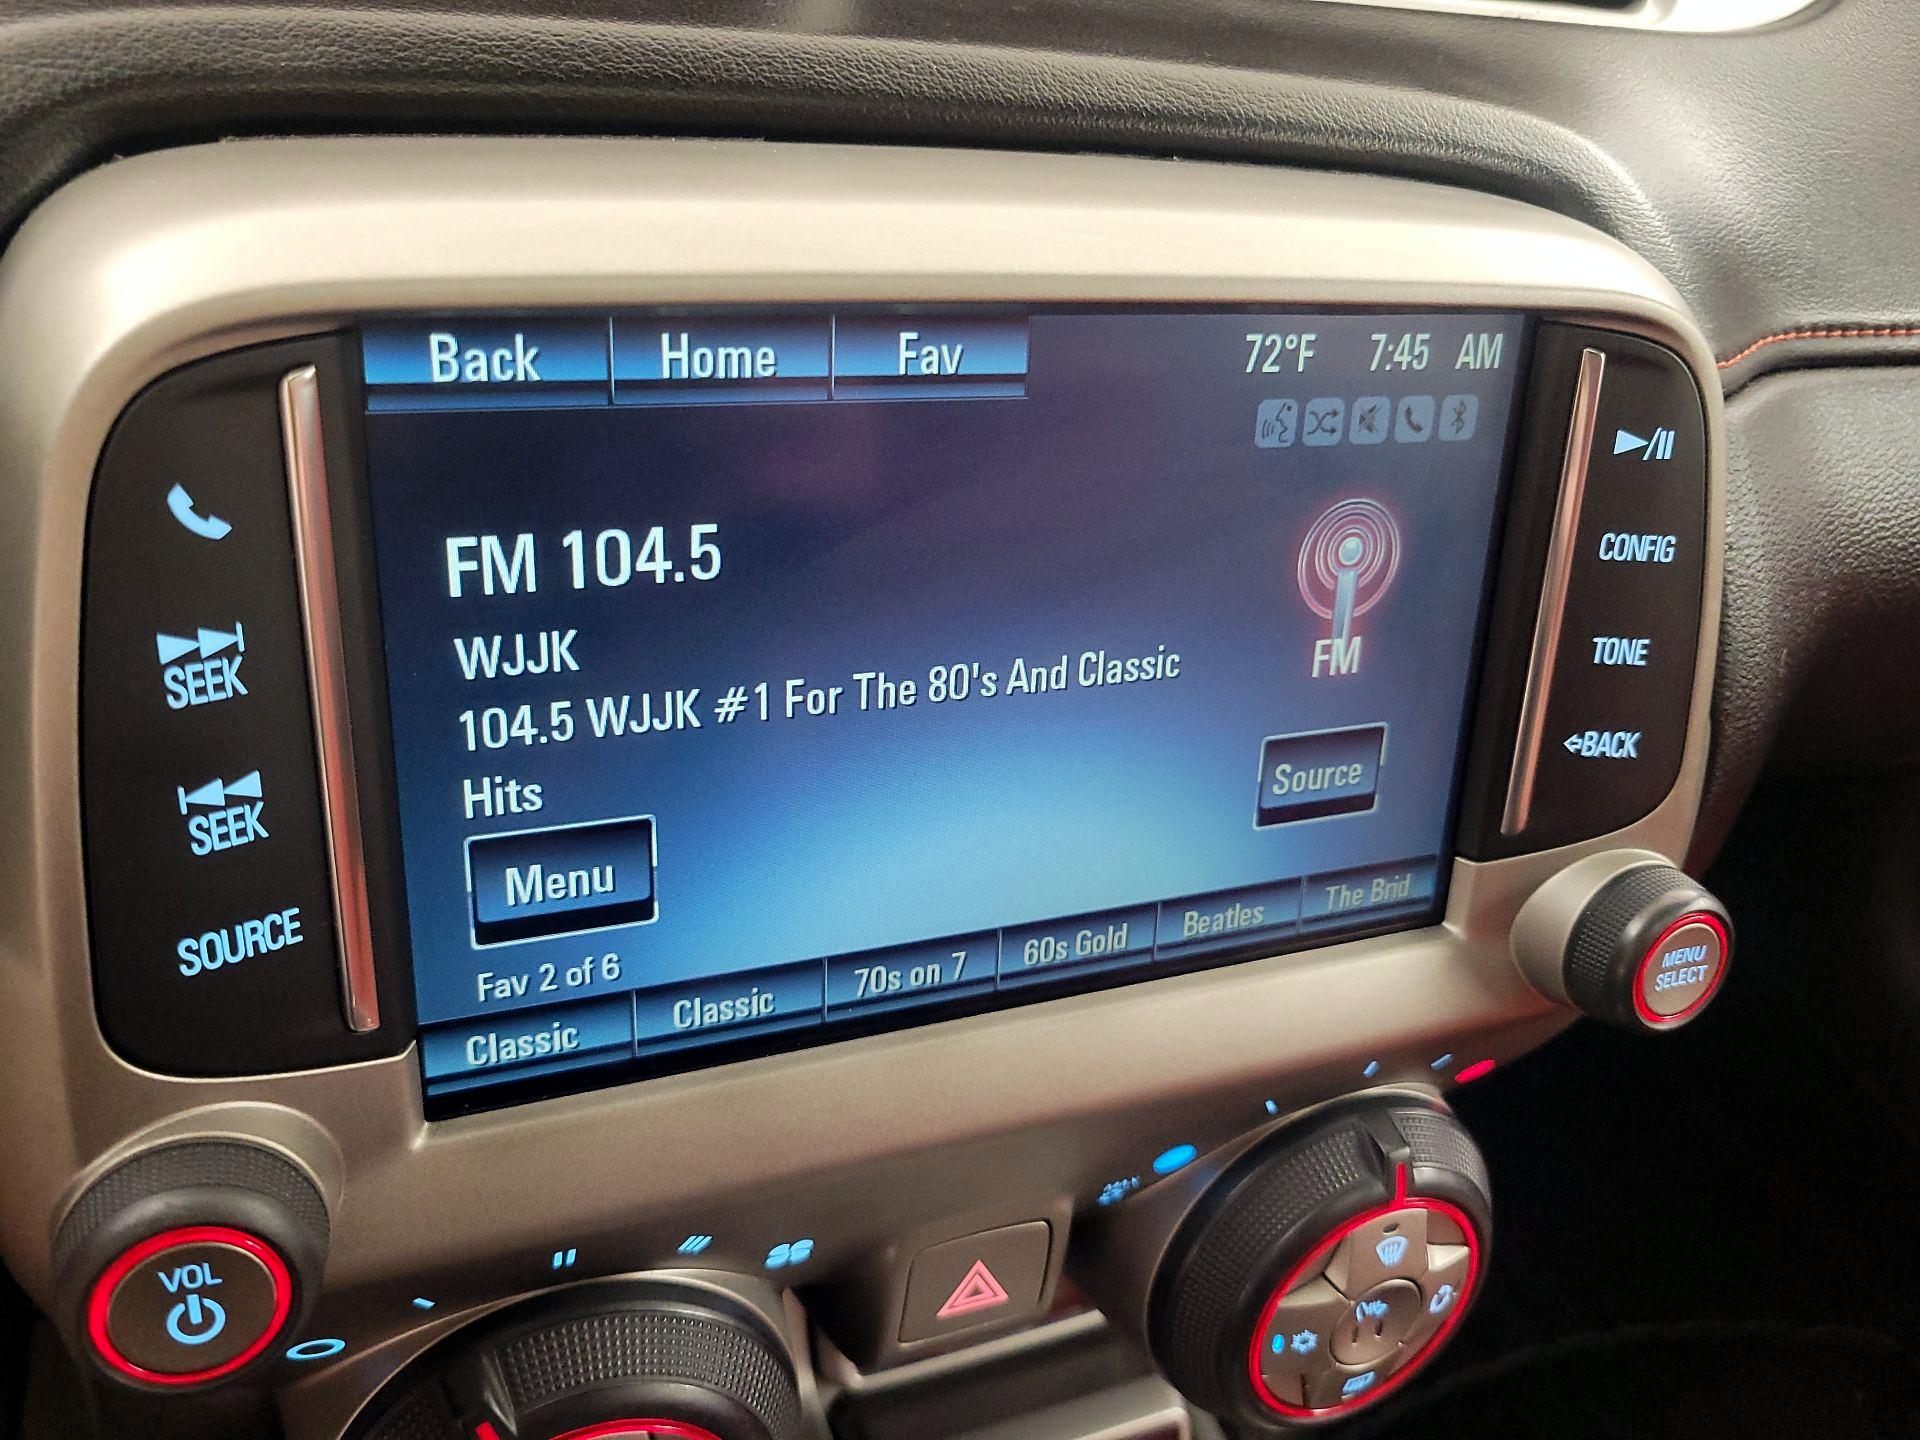 Back Home Fav 72°F 7:45 AM
FM 104.5
WJJK
104.5 WJJK #1 For The 80's And Classic
Hits
FM
Source
Menu
Fav 2 of 6
Classic Classic 70s on 7 60s Gold Beatles The Brid
SEEK
SEEK
SOURCE
CONFIG
TONE
BACK
MENU
SELECT
VOL